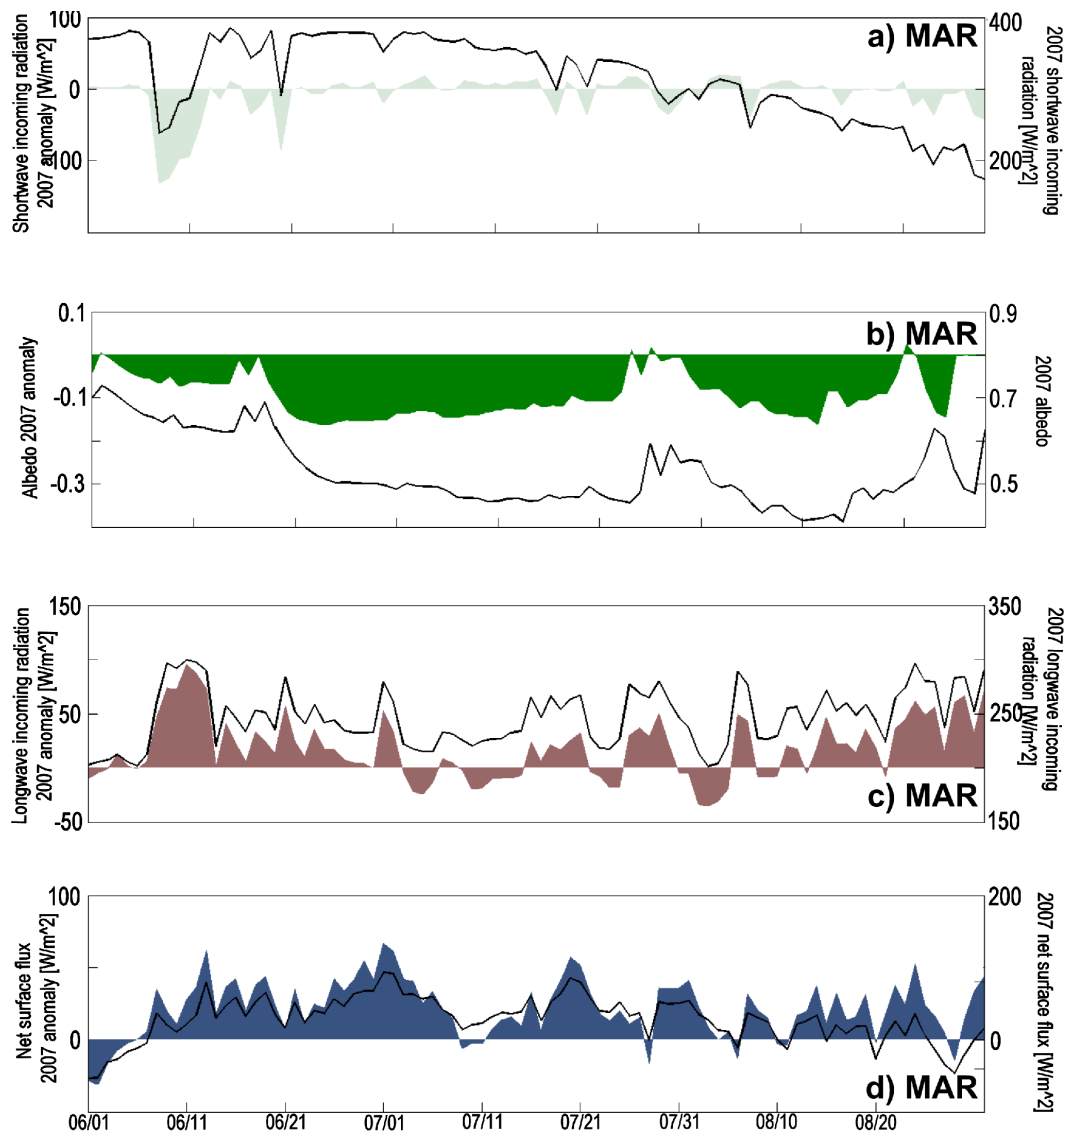 Shortwave incoming radiation
2007 anomaly [W/m^2]
100
0
-100
a) MAR
400
300
200
2007 shortwave incoming
radiation [W/m^2]
Albedo 2007 anomaly
0.1
-0.1
-0.3
b) MAR
0.9
0.7
0.5
2007 albedo
Longwave incoming radiation
2007 anomaly [W/m^2]
150
50
-50
c) MAR
350
250
150
2007 longwave incoming
radiation [W/m^2]
Net surface flux
2007 anomaly [W/m^2]
100
0
d) MAR
200
0
2007 net surface flux [W/m^2]
06/01 06/11 06/21 07/01 07/11 07/21 07/31 08/10 08/20